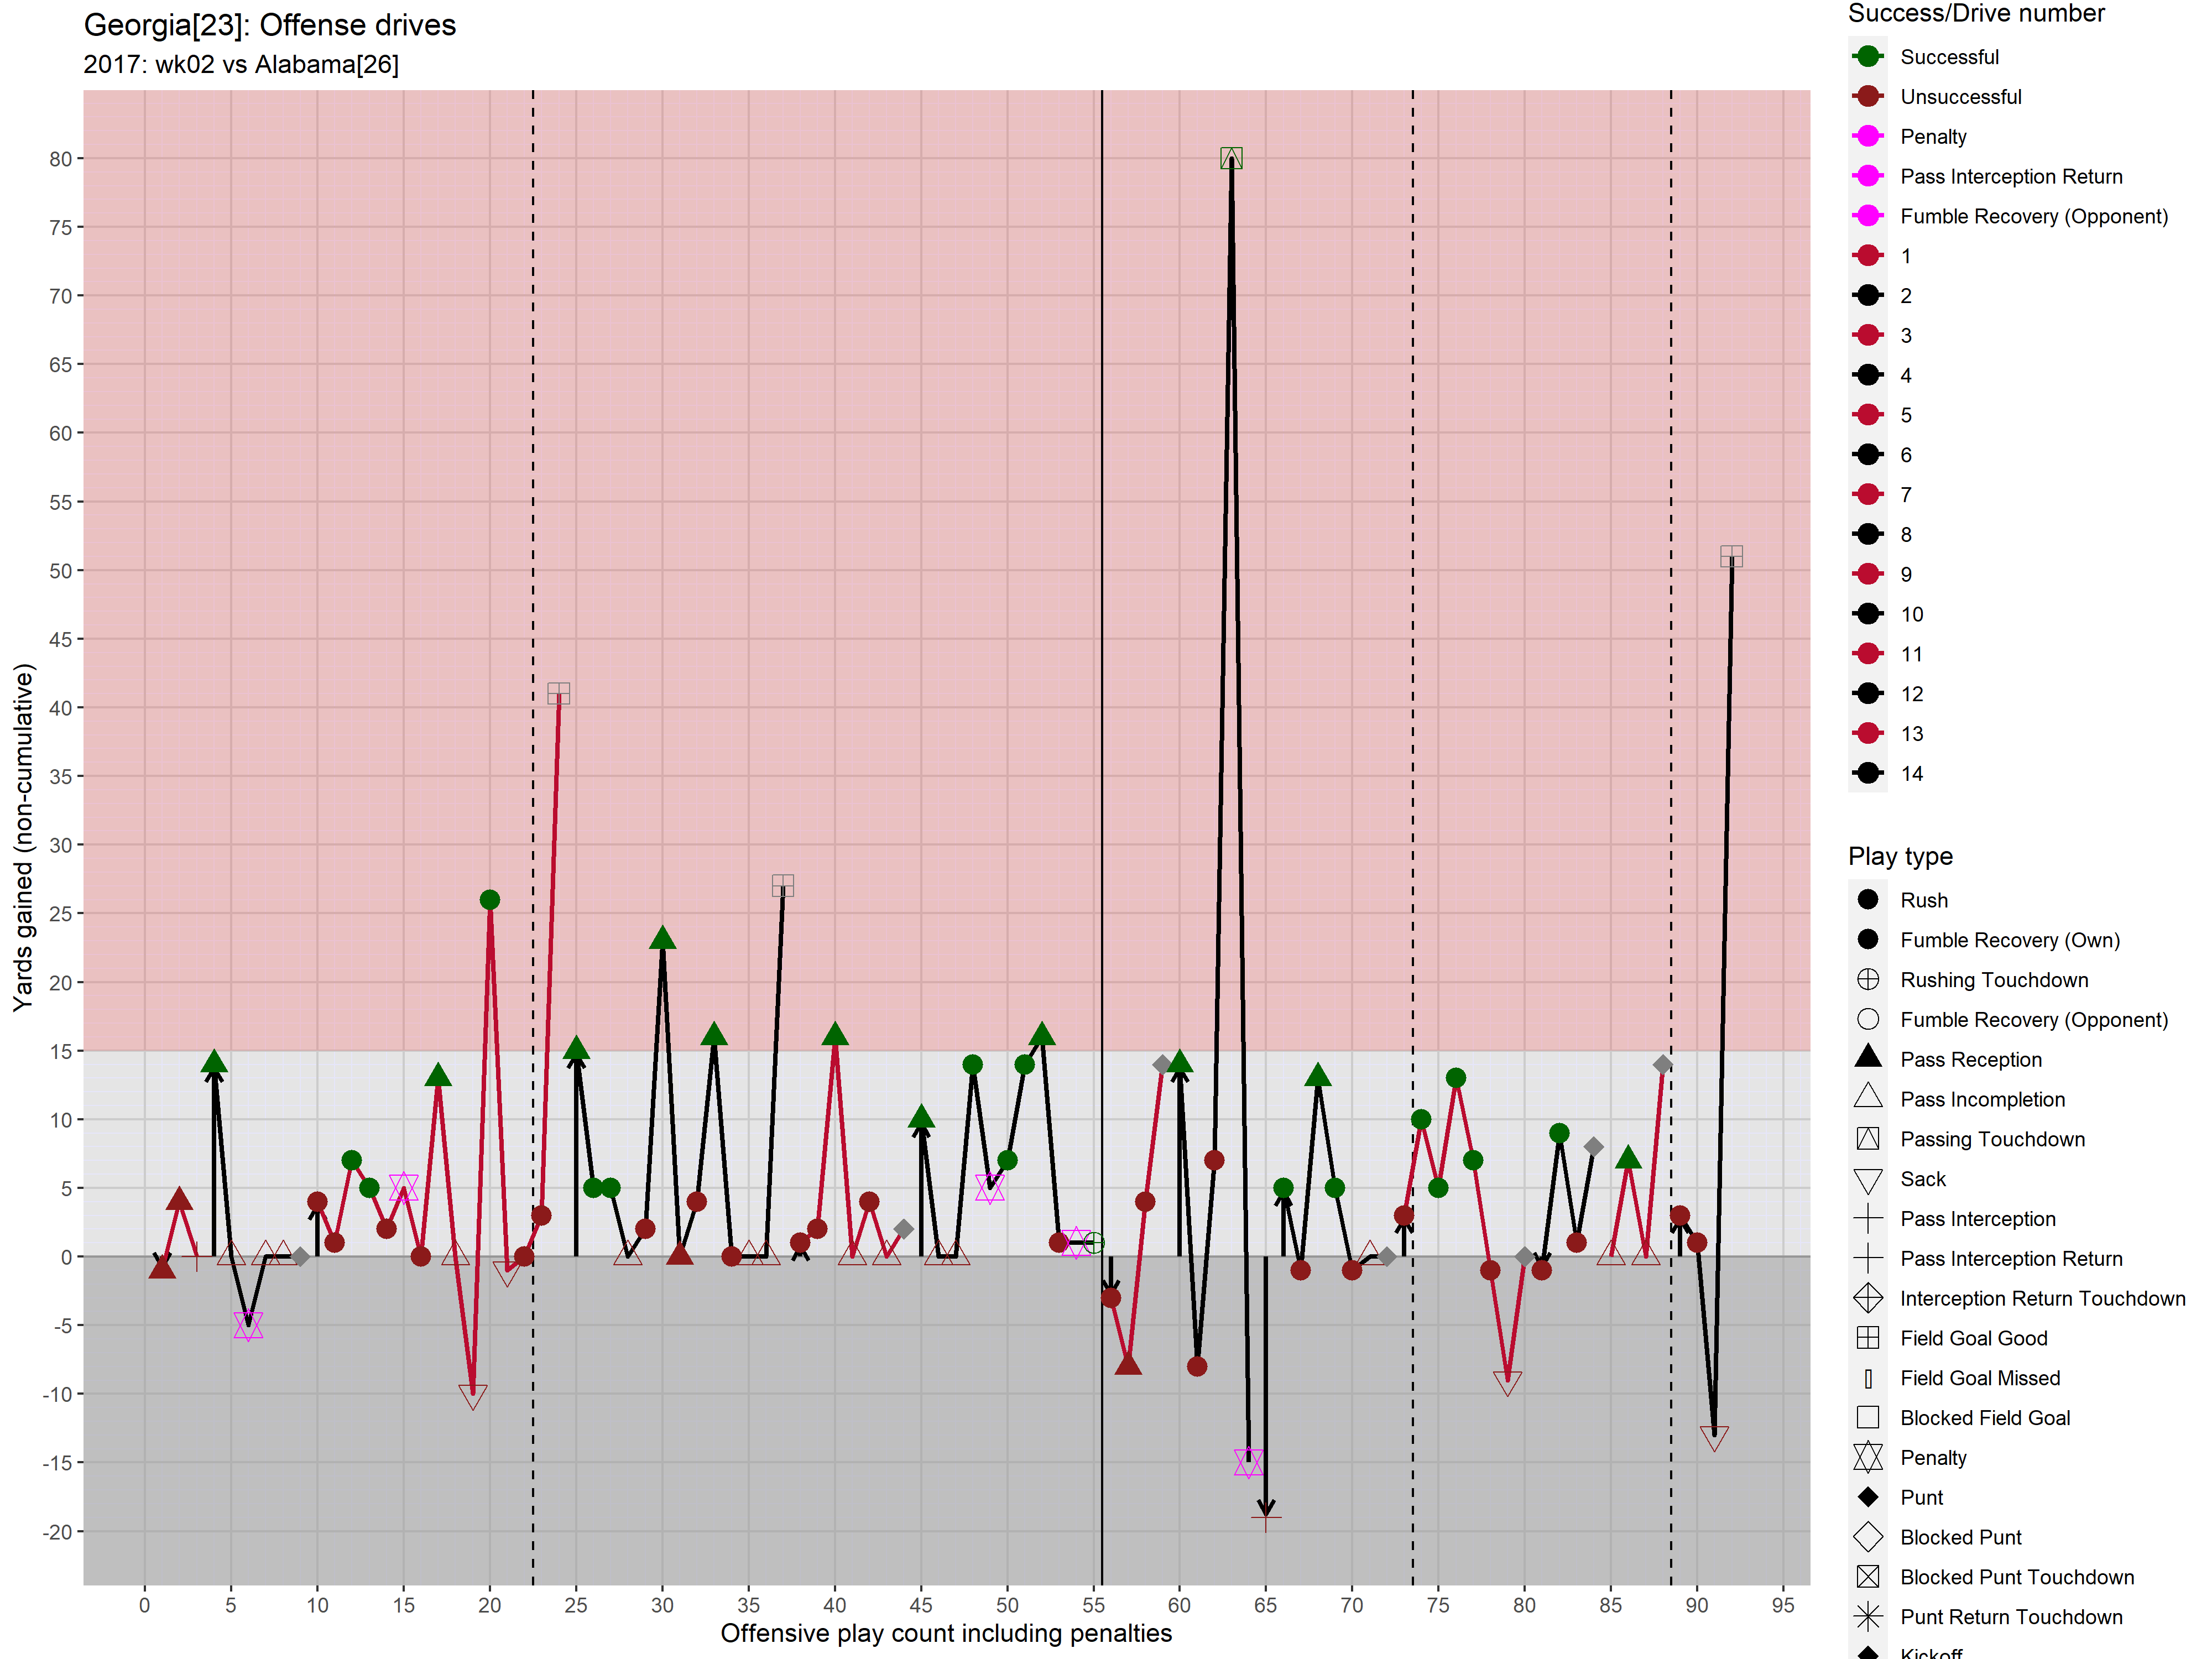 Georgia[23]: Offense drives
2017: wk02 vs Alabama[26]
Yards gained (non-cumulative)
80
75
70
65
60
55
50
45
40
35
30
25
20
15
10
5
0
-5
-10
-15
-20
0 5 10 15 20 25 30 35 40 45 50 55 60 65 70 75 80 85 90 95
Offensive play count including penalties
Success/Drive number
Successful
Unsuccessful
Penalty
Pass Interception Return
Fumble Recovery (Opponent)
1
2
3
4
5
6
7
8
9
10
11
12
13
14
Play type
Rush
Fumble Recovery (Own)
Rushing Touchdown
Fumble Recovery (Opponent)
Pass Reception
Pass Incompletion
Passing Touchdown
Sack
Pass Interception
Pass Interception Return
Interception Return Touchdown
Field Goal Good
Field Goal Missed
Blocked Field Goal
Penalty
Punt
Blocked Punt
Blocked Punt Touchdown
Punt Return Touchdown
Kickoff